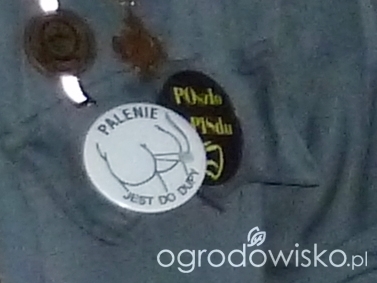 POszło
PISdu
PALENIE
JEST DO DUPY
ogrodowisko.pl